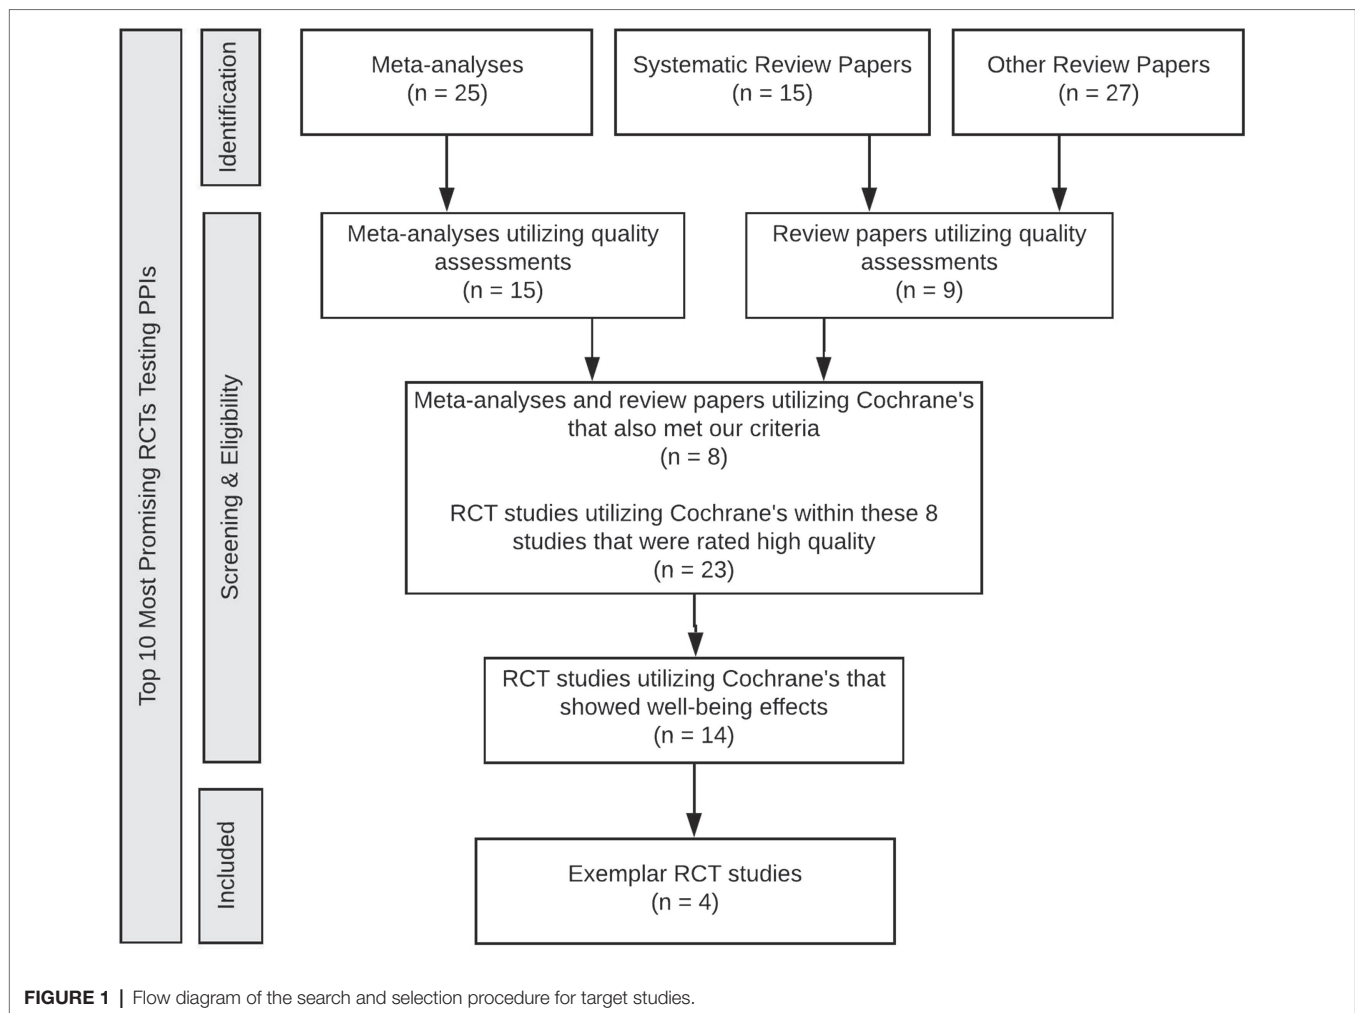 Top 10 Most Promising RCTs Testing PPIs
Identification
Meta-analyses
(n = 25)
Systematic Review Papers
(n = 15)
Other Review Papers
(n = 27)
Screening & Eligibility
Meta-analyses utilizing quality
assessments
(n = 15)
Review papers utilizing quality
assessments
(n = 9)
Meta-analyses and review papers utilizing Cochrane's
that also met our criteria
(n = 8)
RCT studies utilizing Cochrane's within these 8
studies that were rated high quality
(n = 23)
RCT studies utilizing Cochrane's that
showed well-being effects
(n = 14)
Included
Exemplar RCT studies
(n = 4)
FIGURE 1 | Flow diagram of the search and selection procedure for target studies.